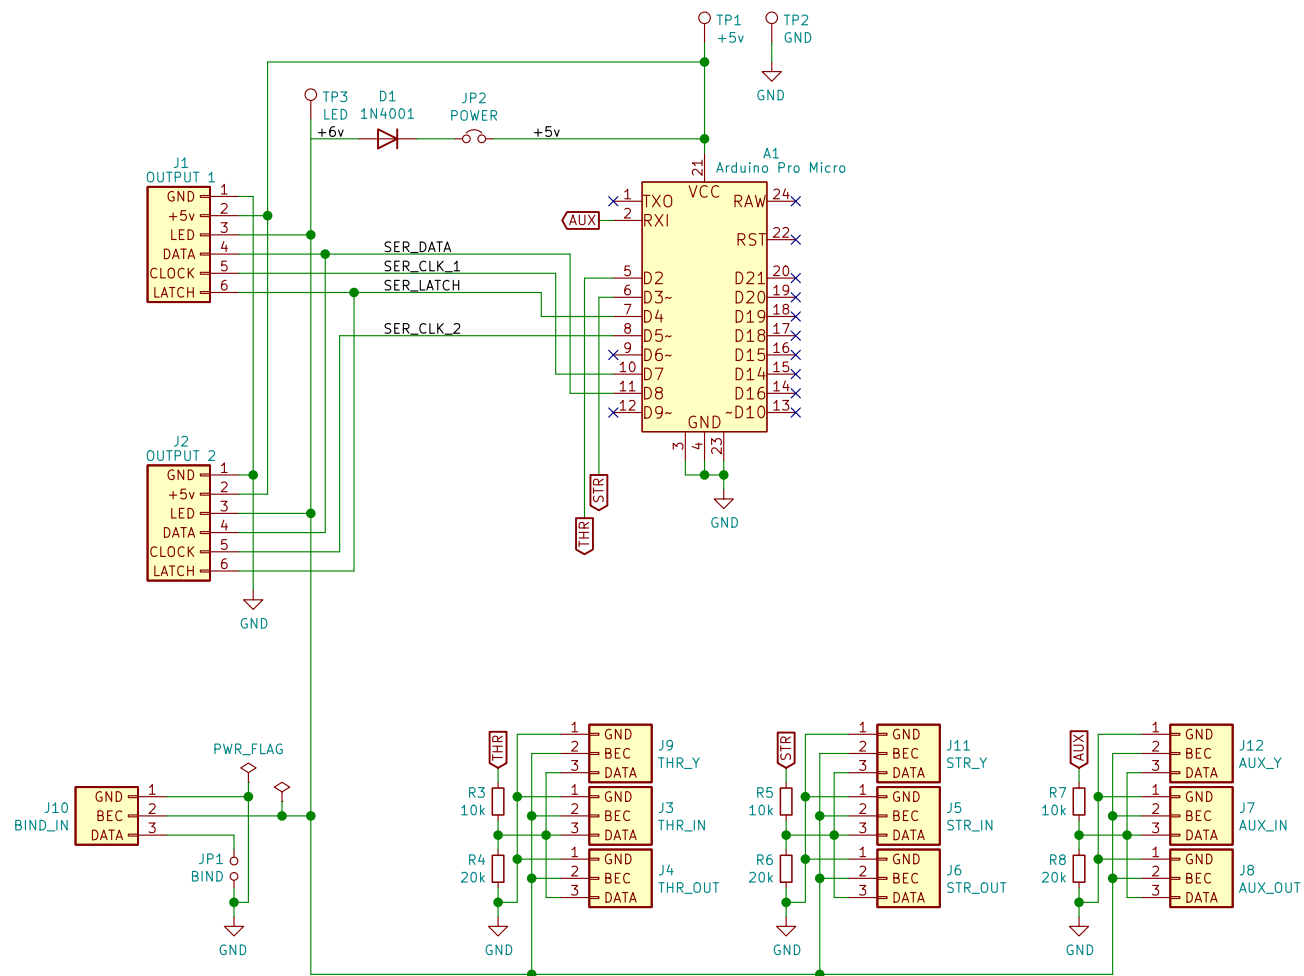 TP1
+5v
TP2
GND
GND
TP3
LED
+6v
D1
1N4001
JP2
POWER
+5v
J1
OUTPUT 1
GND 1
+5v 2
LED 3
DATA 4
CLOCK 5
LATCH 6
SER_DATA
SER_CLK_1
SER_LATCH
SER_CLK_2
A1
Arduino Pro Micro
21
VCC
AUX
1 TXO
2 RXI
5 D2
6 D3~
7 D4
8 D5~
9 D6~
10 D7
11 D8
12 D9~
RAW 24
RST 22
D21 20
D20 19
D19 18
D18 17
D15 16
D14 15
D16 14
~D10 13
GND
3 4 23
GND
STR
THR
J2
OUTPUT 2
GND 1
+5v 2
LED 3
DATA 4
CLOCK 5
LATCH 6
GND
PWR_FLAG
J10
BIND_IN
GND 1
BEC 2
DATA 3
JP1
BIND
GND
THR
R3
10k
R4
20k
GND
1 GND
2 BEC
3 DATA
J9
THR_Y
1 GND
2 BEC
3 DATA
J3
THR_IN
1 GND
2 BEC
3 DATA
J4
THR_OUT
STR
R5
10k
R6
20k
GND
1 GND
2 BEC
3 DATA
J11
STR_Y
1 GND
2 BEC
3 DATA
J5
STR_IN
1 GND
2 BEC
3 DATA
J6
STR_OUT
AUX
R7
10k
R8
20k
GND
1 GND
2 BEC
3 DATA
J12
AUX_Y
1 GND
2 BEC
3 DATA
J7
AUX_IN
1 GND
2 BEC
3 DATA
J8
AUX_OUT